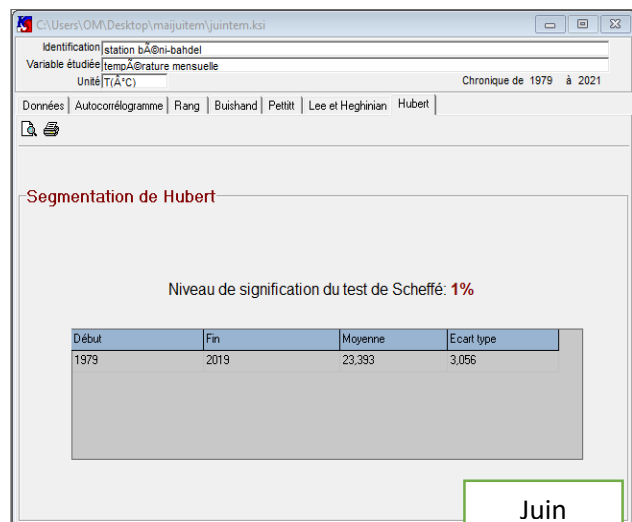 C:\Users\OM\Desktop\maijuitem\juintem.ksi
Identification station bÃ©ni-bahdel
Variable étudiée tempÃ©rature mensuelle
Unité T(Â°C) Chronique de 1979 à 2021
Données Autocorrélogramme Rang Buishand Pettitt Lee et Heghinian Hubert
Segmentation de Hubert
Niveau de signification du test de Scheffé: 1%
Début Fin Moyenne Ecart type
1979 2019 23,393 3,056
Juin